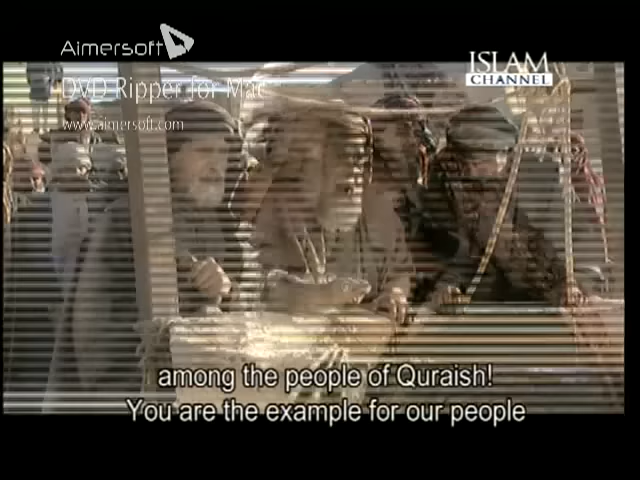 Aimersoft
ISLAM
CHANNEL
DVD Ripper for Mac
www.aimersoft.com
among the people of Quraish!
You are the example for our people